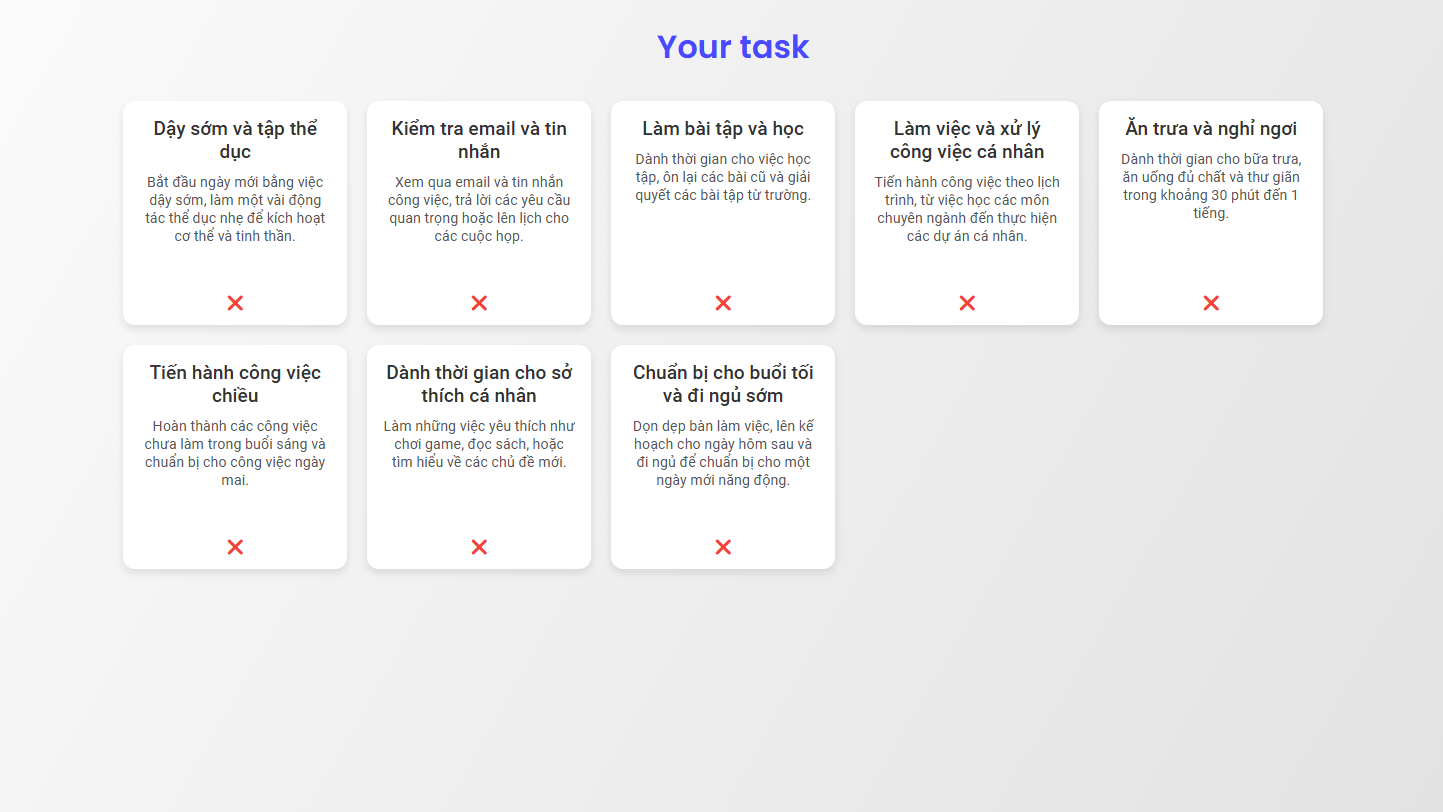 Your task
Dậy sớm và tập thể
dục
Bắt đầu ngày mới bằng việc
dậy sớm, làm một vài động
tác thể dục nhẹ để kích hoạt
cơ thể và tinh thần.
Kiểm tra email và tin
nhắn
Xem qua email và tin nhắn
công việc, trả lời các yêu cầu
quan trọng hoặc lên lịch cho
các cuộc họp.
Làm bài tập và học
Dành thời gian cho việc học
tập, ôn lại các bài cũ và giải
quyết các bài tập từ trường.
Làm việc và xử lý
công việc cá nhân
Tiến hành công việc theo lịch
trình, từ việc học các môn
chuyên ngành đến thực hiện
các dự án cá nhân.
Ăn trưa và nghỉ ngơi
Dành thời gian cho bữa trưa,
ăn uống đủ chất và thư giãn
trong khoảng 30 phút đến 1
tiếng.
Tiến hành công việc
chiều
Hoàn thành các công việc
chưa làm trong buổi sáng và
chuẩn bị cho công việc ngày
mai.
Dành thời gian cho sở
thích cá nhân
Làm những việc yêu thích như
chơi game, đọc sách, hoặc
tìm hiểu về các chủ đề mới.
Chuẩn bị cho buổi tối
và đi ngủ sớm
Dọn dẹp bàn làm việc, lên kế
hoạch cho ngày hôm sau và
đi ngủ để chuẩn bị cho một
ngày mới năng động.